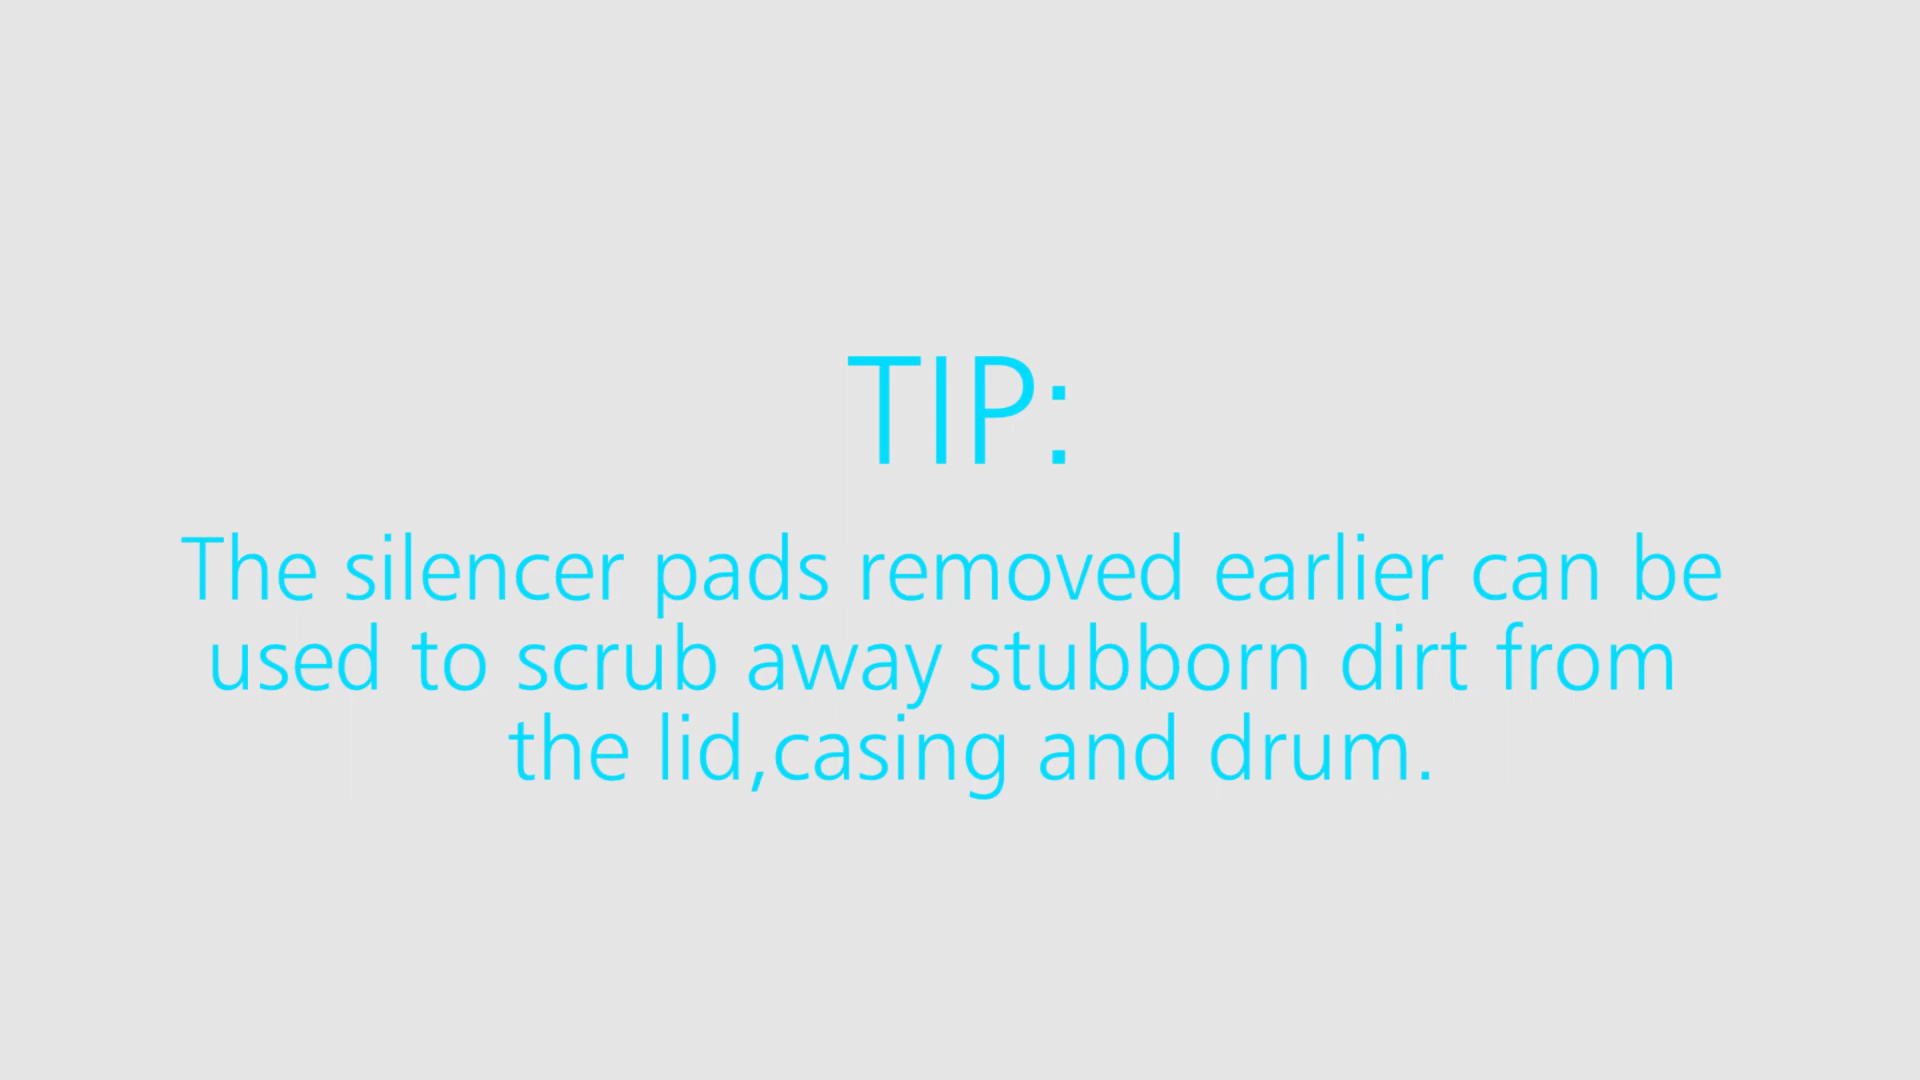 TIP:
The silencer pads removed earlier can be
used to scrub away stubborn dirt from
the lid,casing and drum.